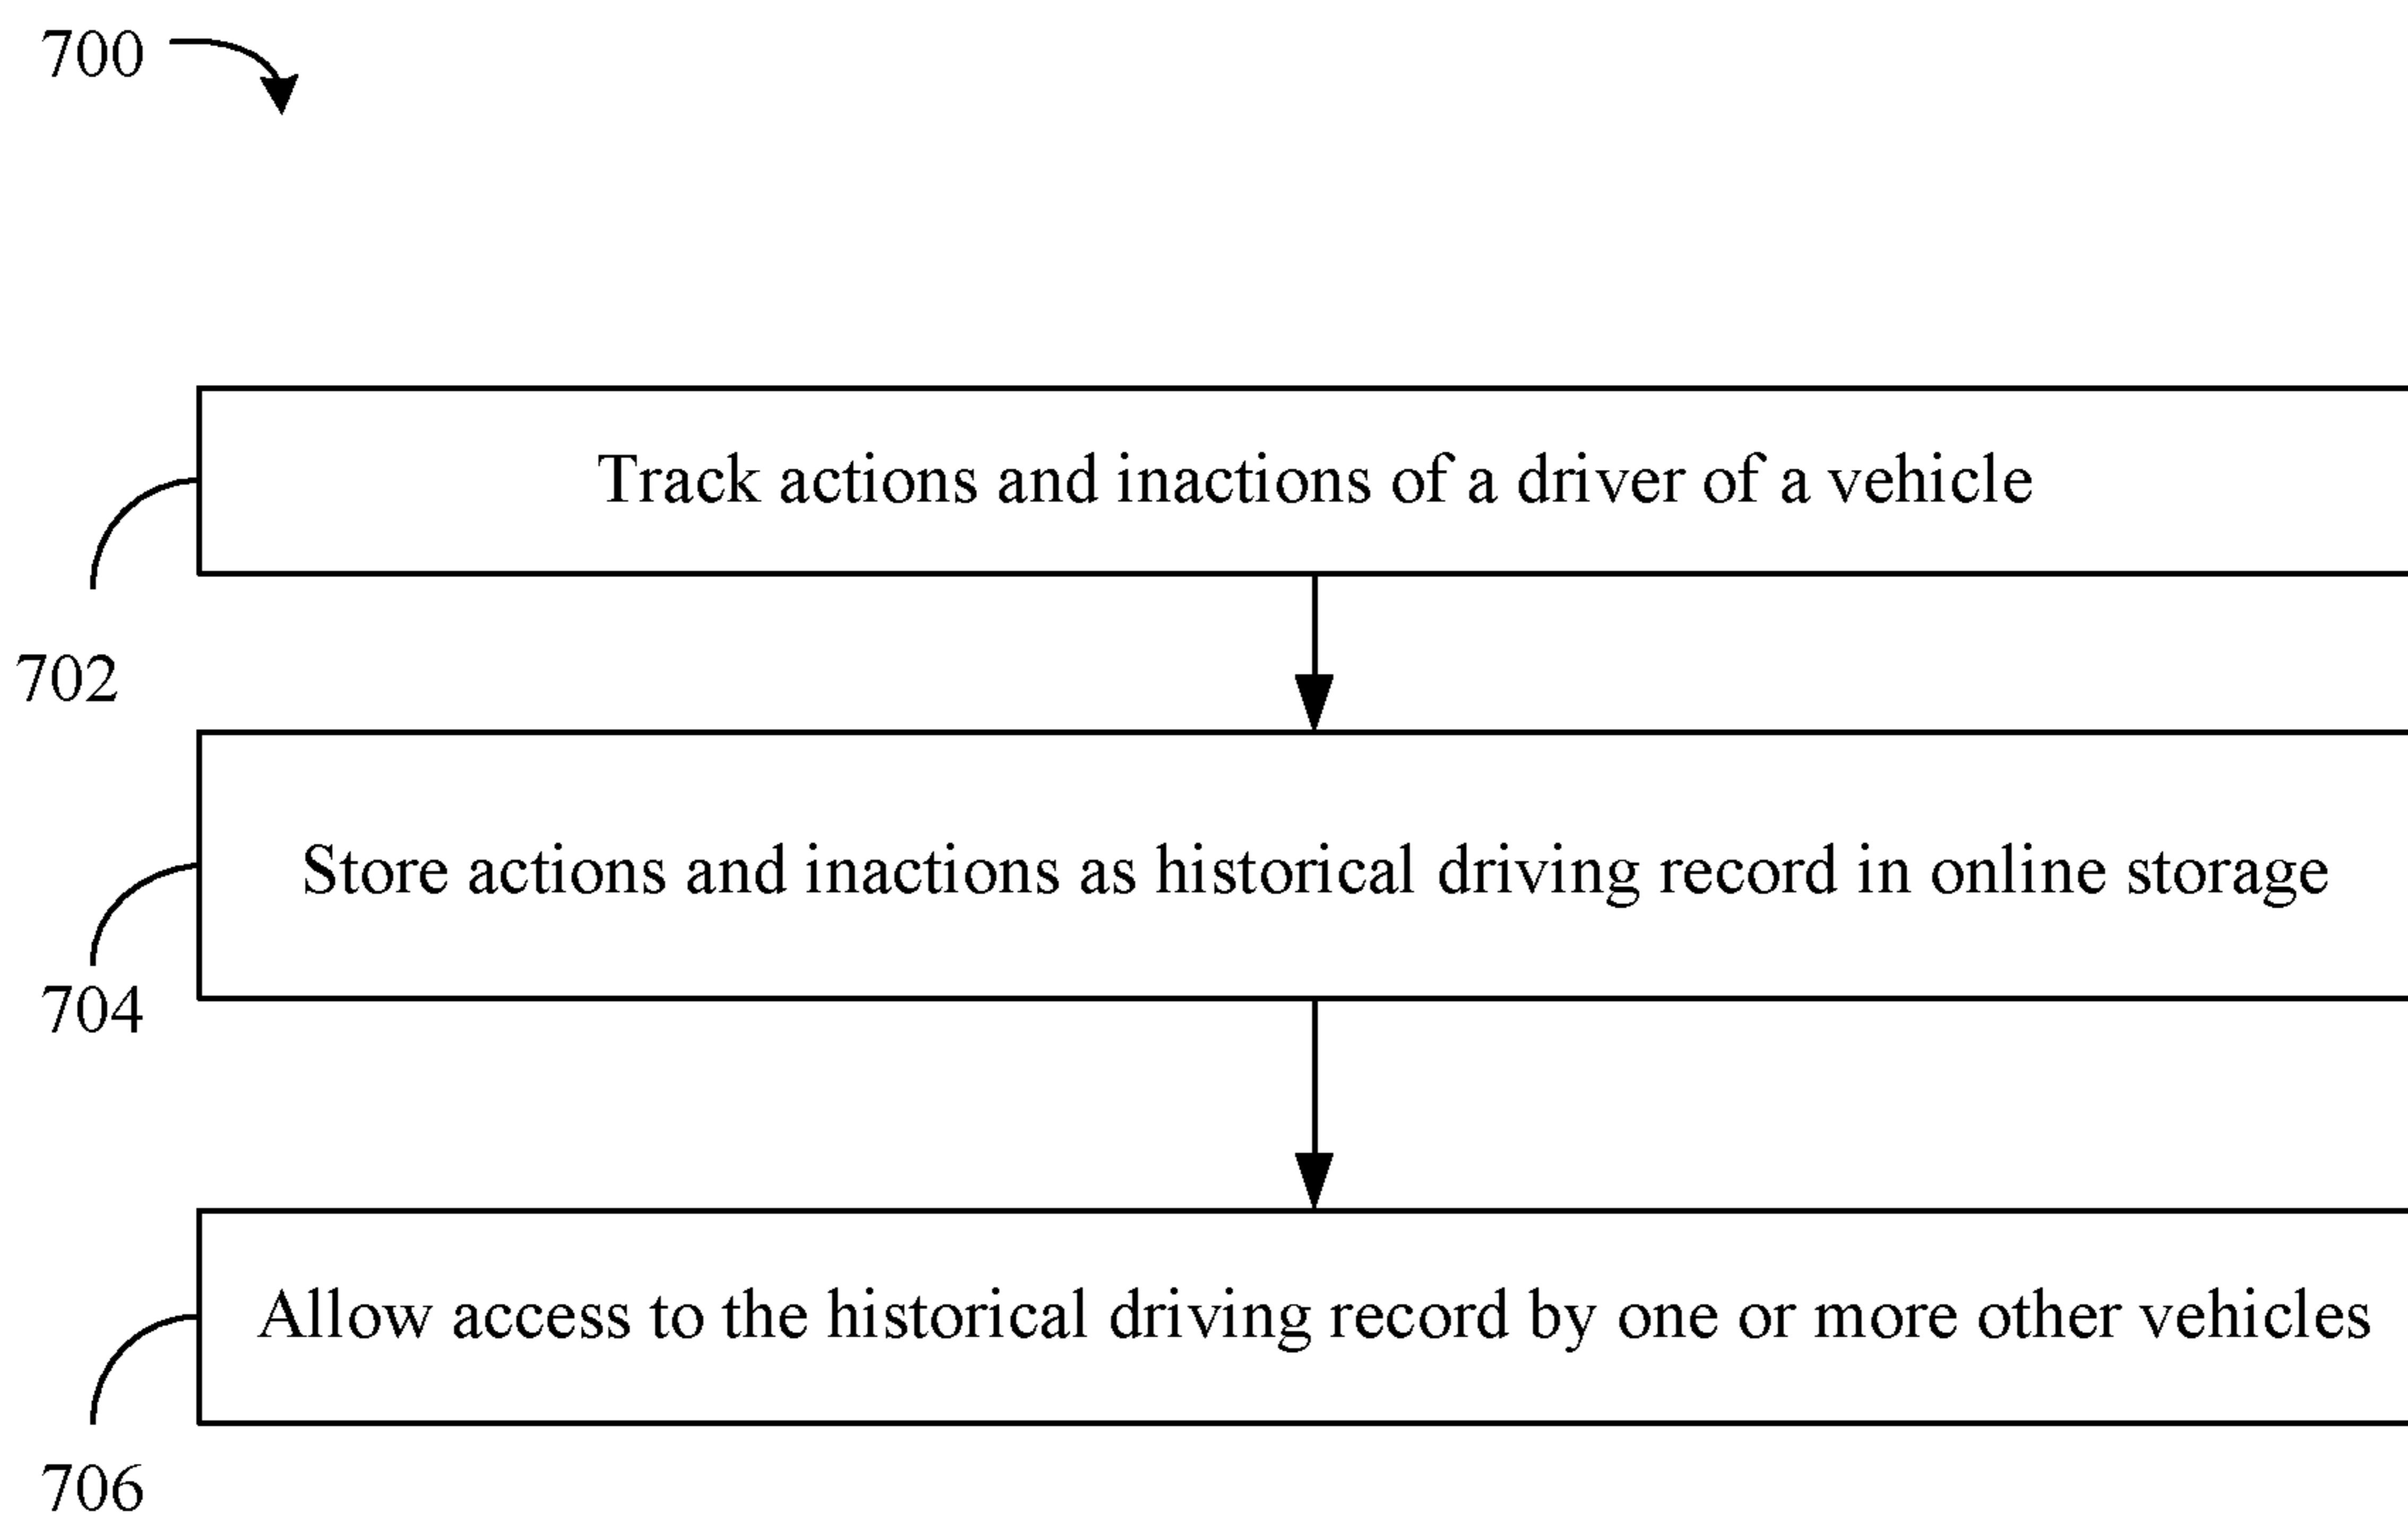 700
Track actions and inactions of a driver of a vehicle
702
Store actions and inactions as historical driving record in online storage
704
Allow access to the historical driving record by one or more other vehicles
706